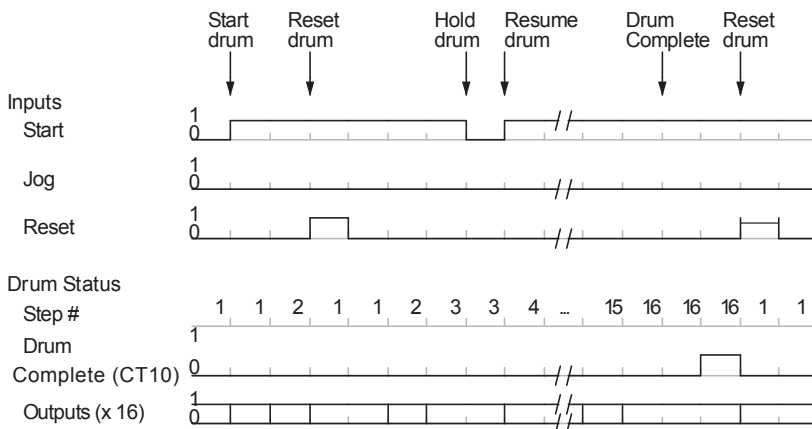 Start drum
Reset drum
Hold drum
Resume drum
Drum Complete
Reset drum
Inputs
Start
1
0
Jog
1
0
Reset
1
0
Drum Status
Step #
1 1 2 1 1 2 3 3 4 ... 15 16 16 16 1 1
Drum Complete (CT10)
1
0
Outputs (x 16)
1
0